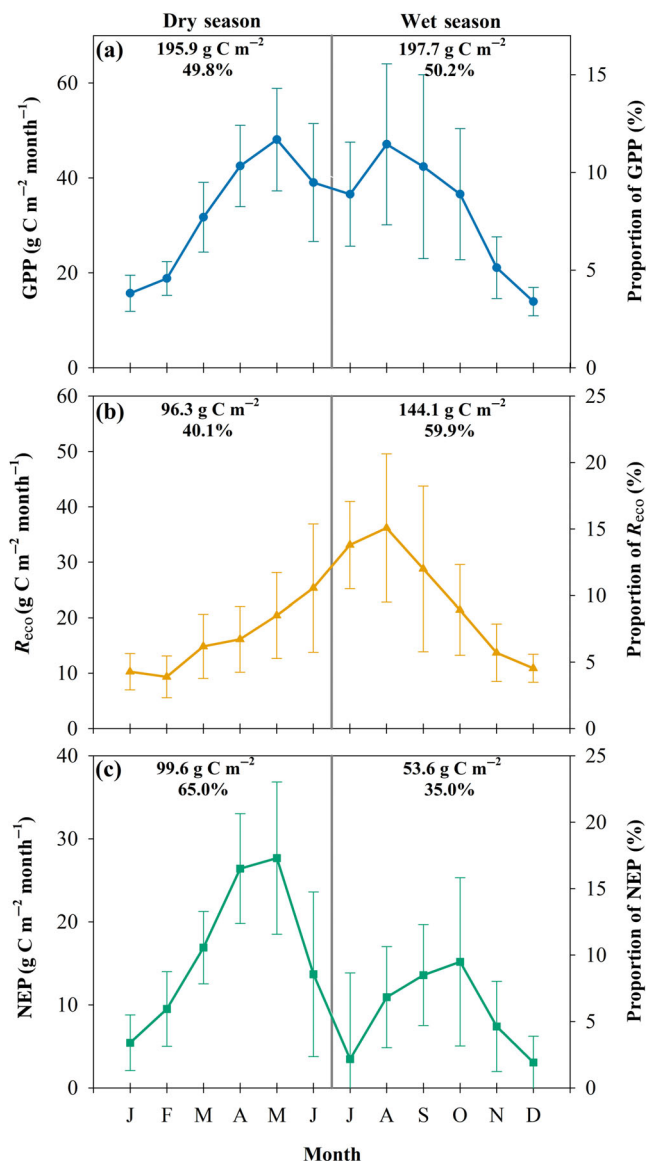 Dry season Wet season
(a) 195.9 g C m−2 197.7 g C m−2
49.8% 50.2%
60
40
20
0
GPP (g C m−2 month−1)
15
10
5
0
Proportion of GPP (%)
(b) 96.3 g C m−2 144.1 g C m−2
40.1% 59.9%
60
50
40
30
20
10
0
Reco (g C m−2 month−1)
25
20
15
10
5
0
Proportion of Reco (%)
(c) 99.6 g C m−2 53.6 g C m−2
65.0% 35.0%
40
30
20
10
0
NEP (g C m−2 month−1)
25
20
15
10
5
0
Proportion of NEP (%)
J F M A M J J A S O N D
Month